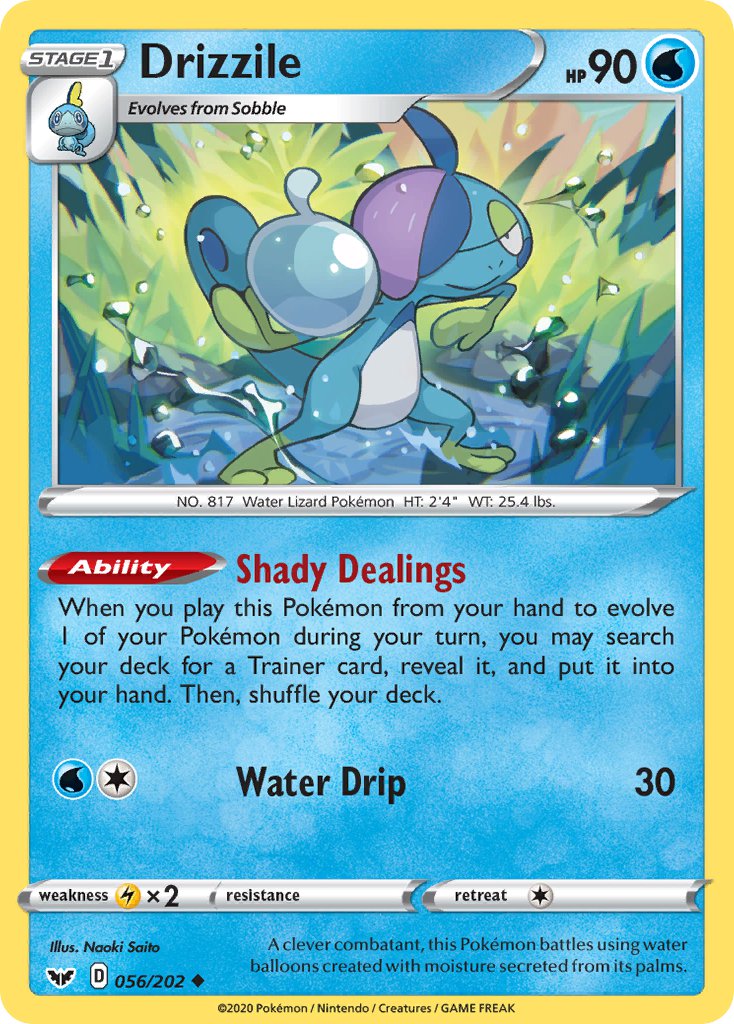 STAGE 1
Drizzile
HP 90
Evolves from Sobble
NO. 817 Water Lizard Pokémon HT: 2'4" WT: 25.4 lbs.
Ability Shady Dealings
When you play this Pokémon from your hand to evolve
1 of your Pokémon during your turn, you may search
your deck for a Trainer card, reveal it, and put it into
your hand. Then, shuffle your deck.
Water Drip 30
weakness ×2 resistance retreat
Illus. Naoki Saito
A clever combatant, this Pokémon battles using water
balloons created with moisture secreted from its palms.
D 056/202
©2020 Pokémon / Nintendo / Creatures / GAME FREAK